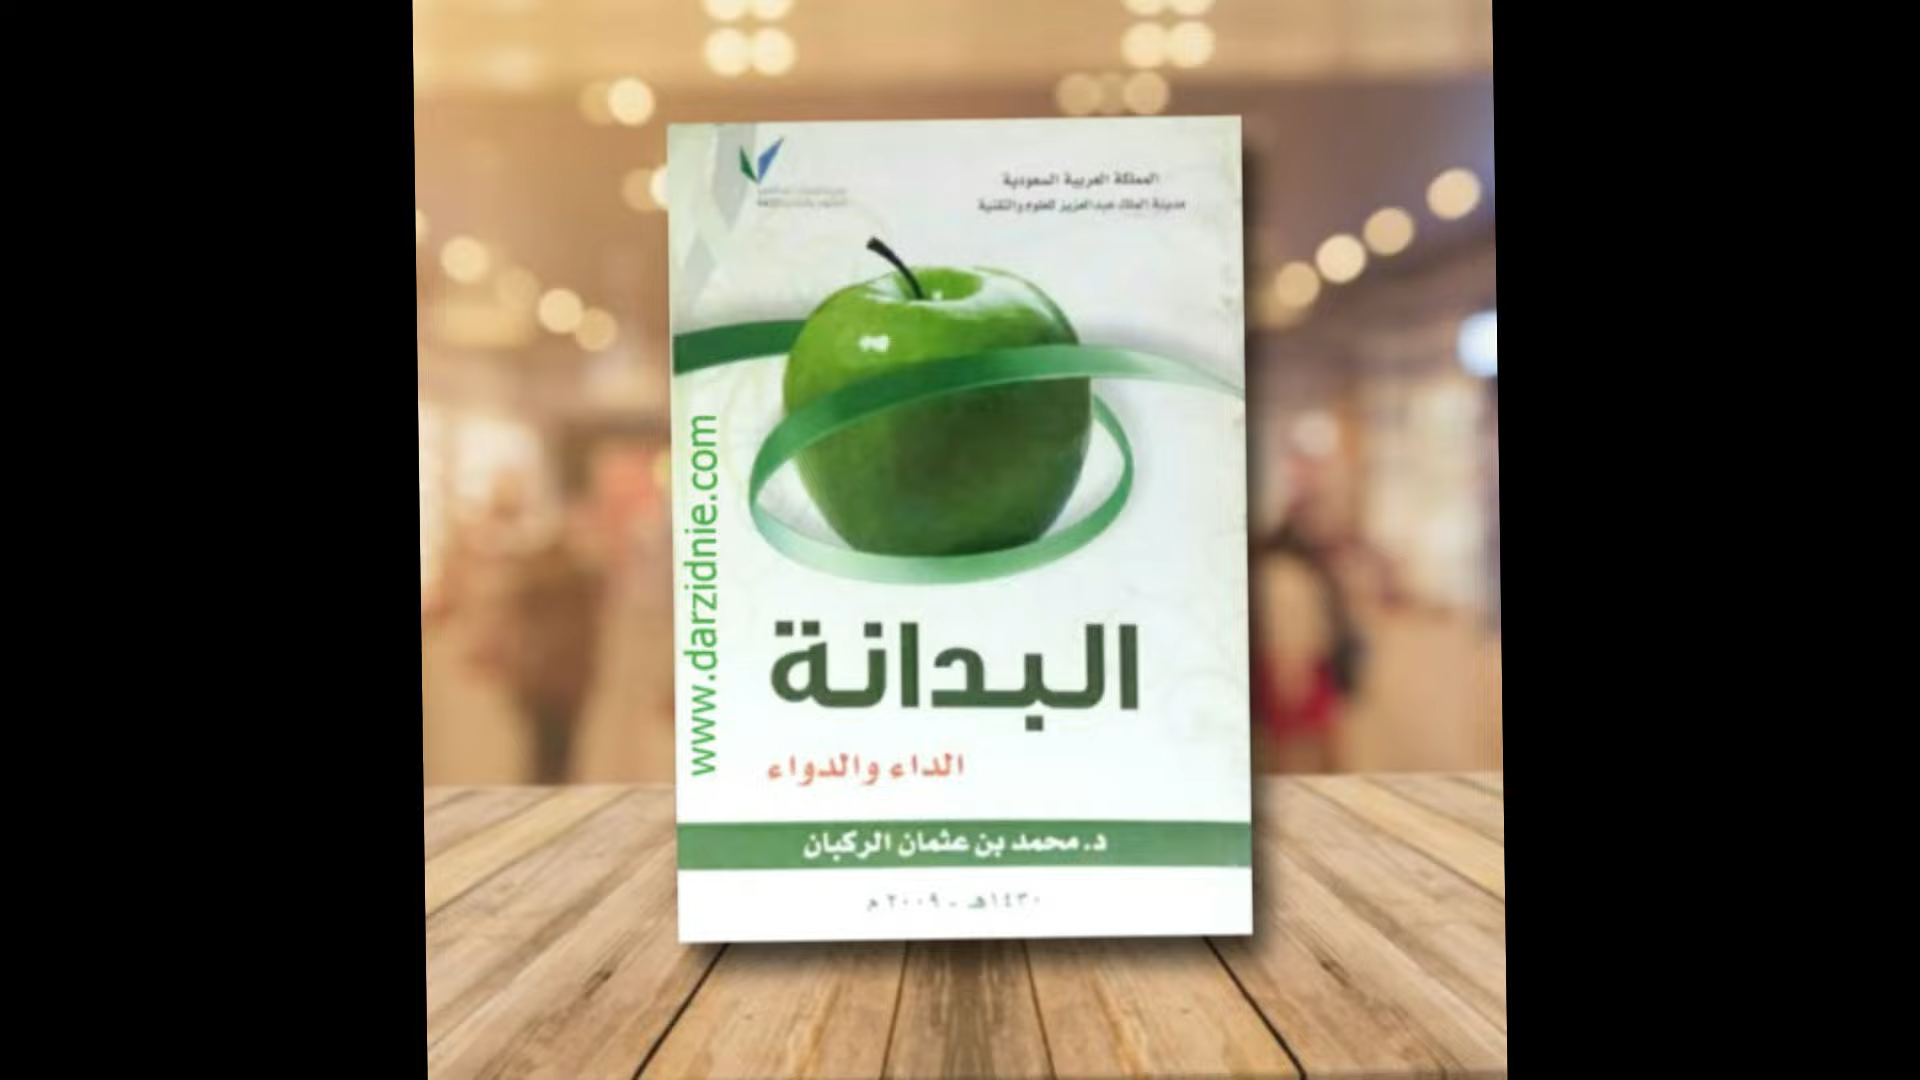 المملكة العربية السعودية
مدينة الملك عبدالعزيز للعلوم والتقنية
www.darzidnie.com
البدانة
الداء والدواء
د. محمد بن عثمان الركبان
١٤٣٠هـ - ٢٠٠٩ م